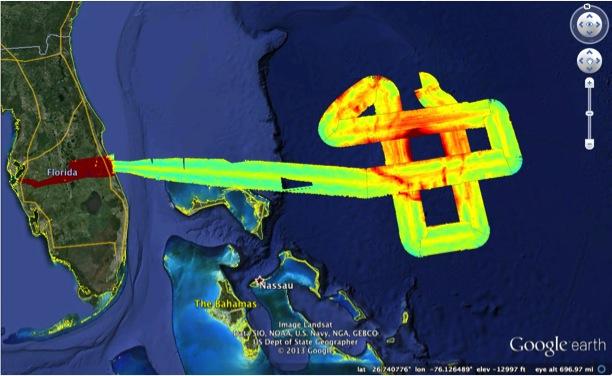 Florida
Nassau
The Bahamas
Image Landsat
Data SIO, NOAA, U.S. Navy, NGA, GEBCO
US Dept of State Geographer
© 2013 Google
Google earth
lat 26.740776° lon -76.126489° elev -12997 ft eye alt 696.97 mi